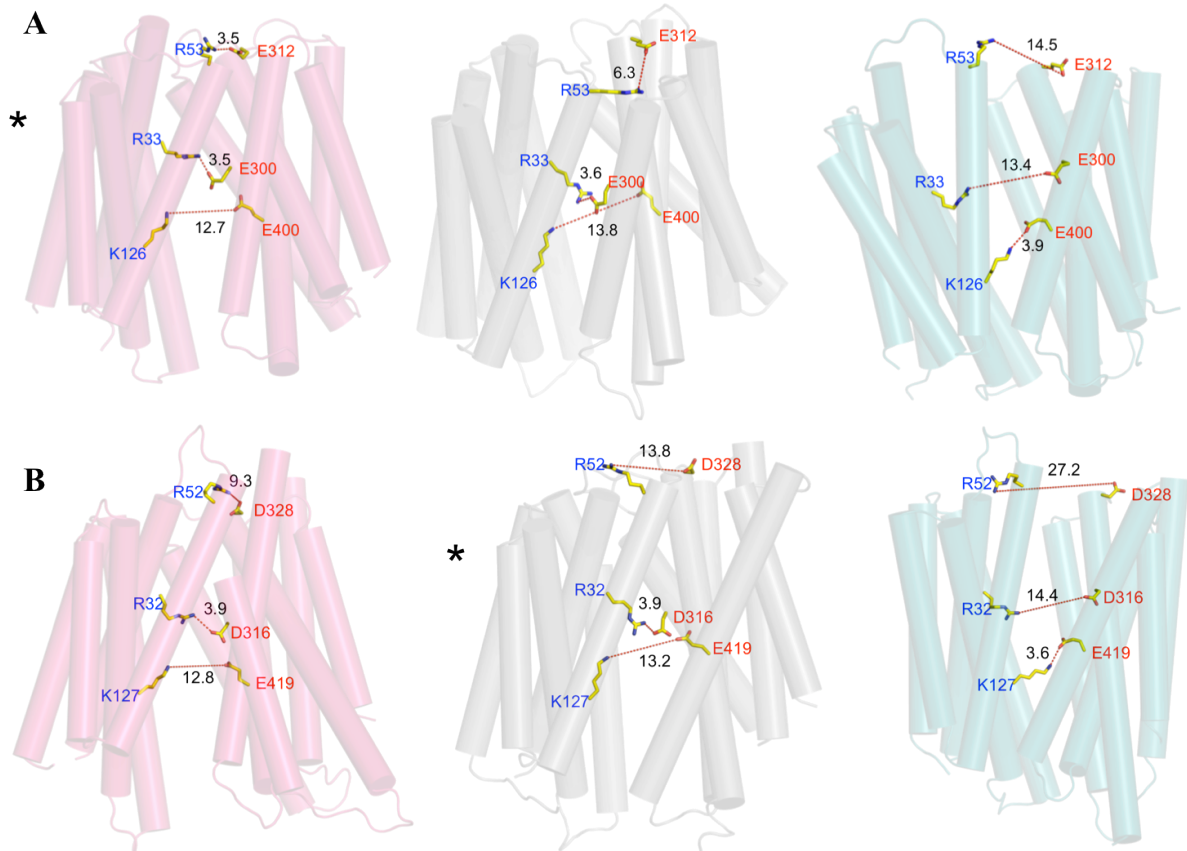 A
R53
3.5
E312
*
R33
3.5
E300
E400
12.7
K126
E312
6.3
R53
R33
3.6
E300
E400
13.8
K126
R53
14.5
E312
13.4
E300
R33
E400
3.9
K126
B
R52
9.3
D328
R32
3.9
D316
K127
12.8
E419
*
13.8
R52
D328
R32
3.9
D316
E419
13.2
K127
27.2
R52
D328
14.4
R32
D316
3.6
E419
K127